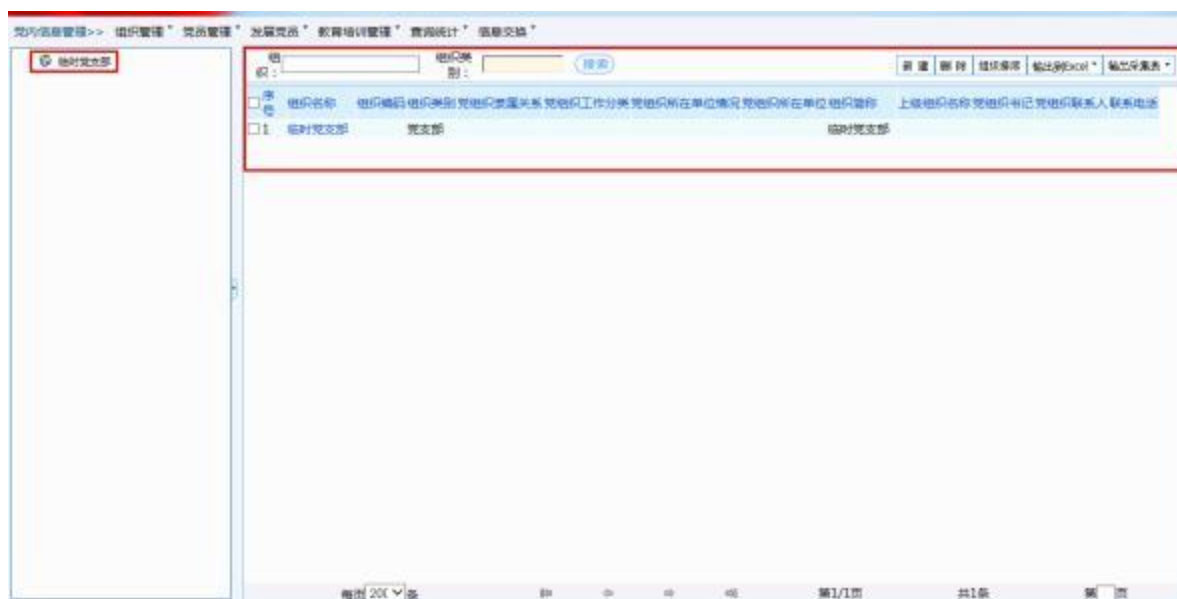 党内信息管理>> 组织管理 党员管理 发展党员 教育培训管理 查询统计 信息交换
临时党支部
组织： 组织类别： 搜索 新 建 删 除 组织排序 输出到Excel 输出采集表
序号 组织名称 组织编码 组织类别 党组织隶属关系 党组织工作分类 党组织所在单位情况 党组织所在单位 组织简称 上级组织名称 党组织书记 党组织联系人 联系电话
1 临时党支部 党支部 临时党支部
每页 200 条 第1/1页 共1条 第 页